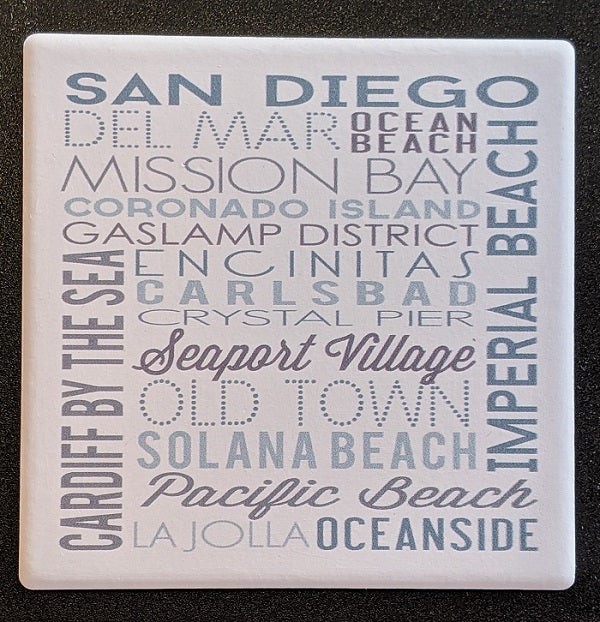 SAN DIEGO
DEL MAR
OCEAN
BEACH
MISSION BAY
CORONADO ISLAND
GASLAMP DISTRICT
ENCINITAS
CARLSBAD
CRYSTAL PIER
Seaport Village
OLD TOWN
SOLANA BEACH
Pacific Beach
LA JOLLA OCEANSIDE
CARDIFF BY THE SEA
IMPERIAL BEACH